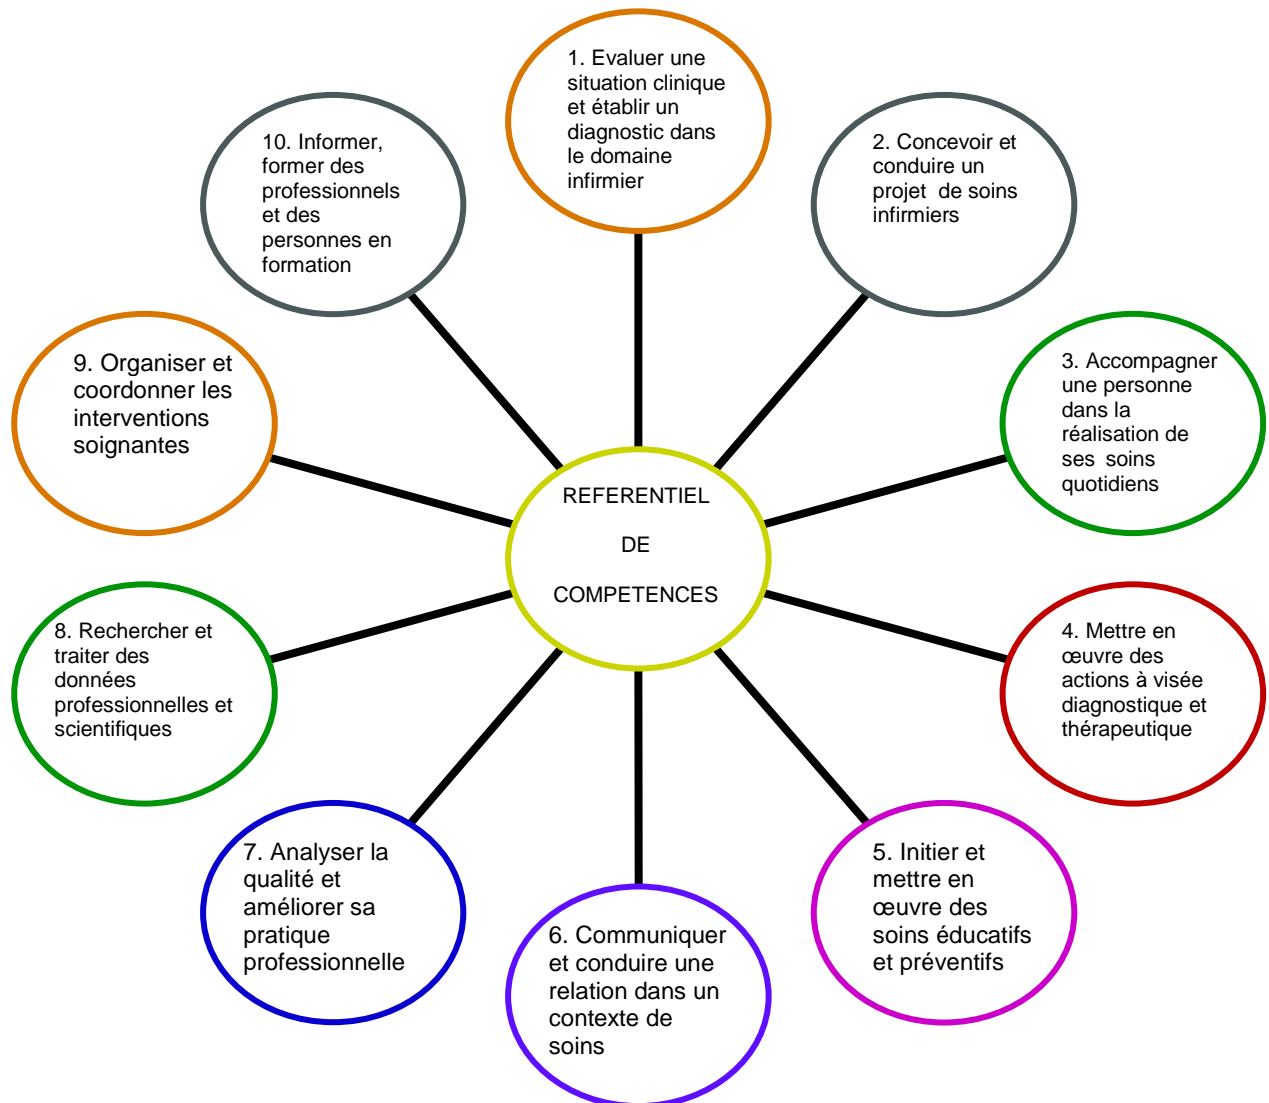 1. Evaluer une
situation clinique
et établir un
diagnostic dans
le domaine
infirmier
2. Concevoir et
conduire un
projet de soins
infirmiers
3. Accompagner
une personne
dans la
réalisation de
ses soins
quotidiens
4. Mettre en
œuvre des
actions à visée
diagnostique et
thérapeutique
5. Initier et
mettre en
œuvre des
soins éducatifs
et préventifs
6. Communiquer
et conduire une
relation dans un
contexte de
soins
7. Analyser la
qualité et
améliorer sa
pratique
professionnelle
8. Rechercher et
traiter des
données
professionnelles et
scientifiques
9. Organiser et
coordonner les
interventions
soignantes
10. Informer,
former des
professionnels
et des
personnes en
formation
REFERENTIEL
DE
COMPETENCES